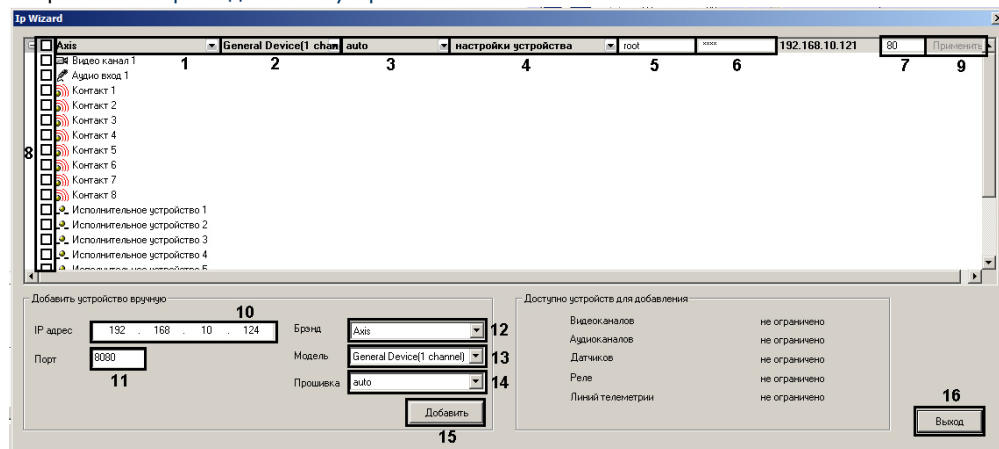 Ip Wizard
Axis General Device(1 chan auto настройки устройства root **** 192.168.10.121 80 Применить
Видео канал 1 1 2 3 4 5 6 7 9
Аудио вход 1
Контакт 1
Контакт 2
Контакт 3
Контакт 4
8 Контакт 5
Контакт 6
Контакт 7
Контакт 8
Исполнительное устройство 1
Исполнительное устройство 2
Исполнительное устройство 3
Исполнительное устройство 4
Исполнительное устройство 5
Добавить устройство вручную
10
IP адрес 192 . 168 . 10 . 124
Порт 8080
11
Брэнд Axis 12
Модель General Device(1 channel) 13
Прошивка auto 14
Добавить
15
Доступно устройств для добавления
Видеоканалов не ограничено
Аудиоканалов не ограничено
Датчиков не ограничено
Реле не ограничено
Линий телеметрии не ограничено
16
Выход